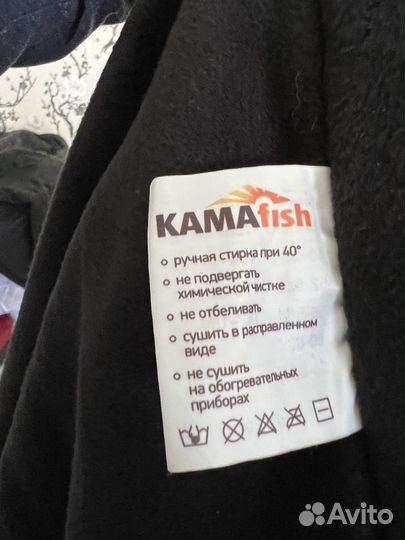 KAMAfish
ручная стирка при 40°
не подвергать
химической чистке
не отбеливать
сушить в расправленном
виде
не сушить
на обогревательных
приборах
Avito